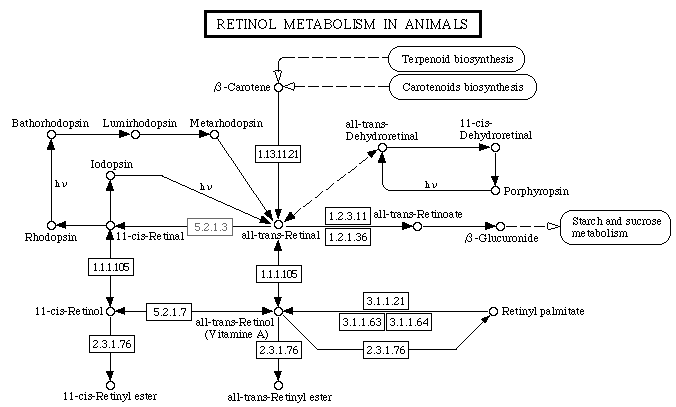 RETINOL METABOLISM IN ANIMALS
Terpenoid biosynthesis
β-Carotene
Carotenoids biosynthesis
Bathorhodopsin
Lumirhodopsin
Metarhodopsin
all-trans-
Dehydroretinal
11-cis-
Dehydroretinal
1.13.11.21
Iodopsin
hν
hν
hν
Porphyropsin
Rhodopsin
11-cis-Retinal
5.2.1.3
all-trans-Retinal
1.2.3.11
1.2.1.36
all-trans-Retinoate
β-Glucuronide
Starch and sucrose
metabolism
1.1.1.105
1.1.1.105
11-cis-Retinol
5.2.1.7
all-trans-Retinol
(Vitamine A)
3.1.1.21
3.1.1.63
3.1.1.64
Retinyl palmitate
2.3.1.76
2.3.1.76
2.3.1.76
11-cis-Retinyl ester
all-trans-Retinyl ester